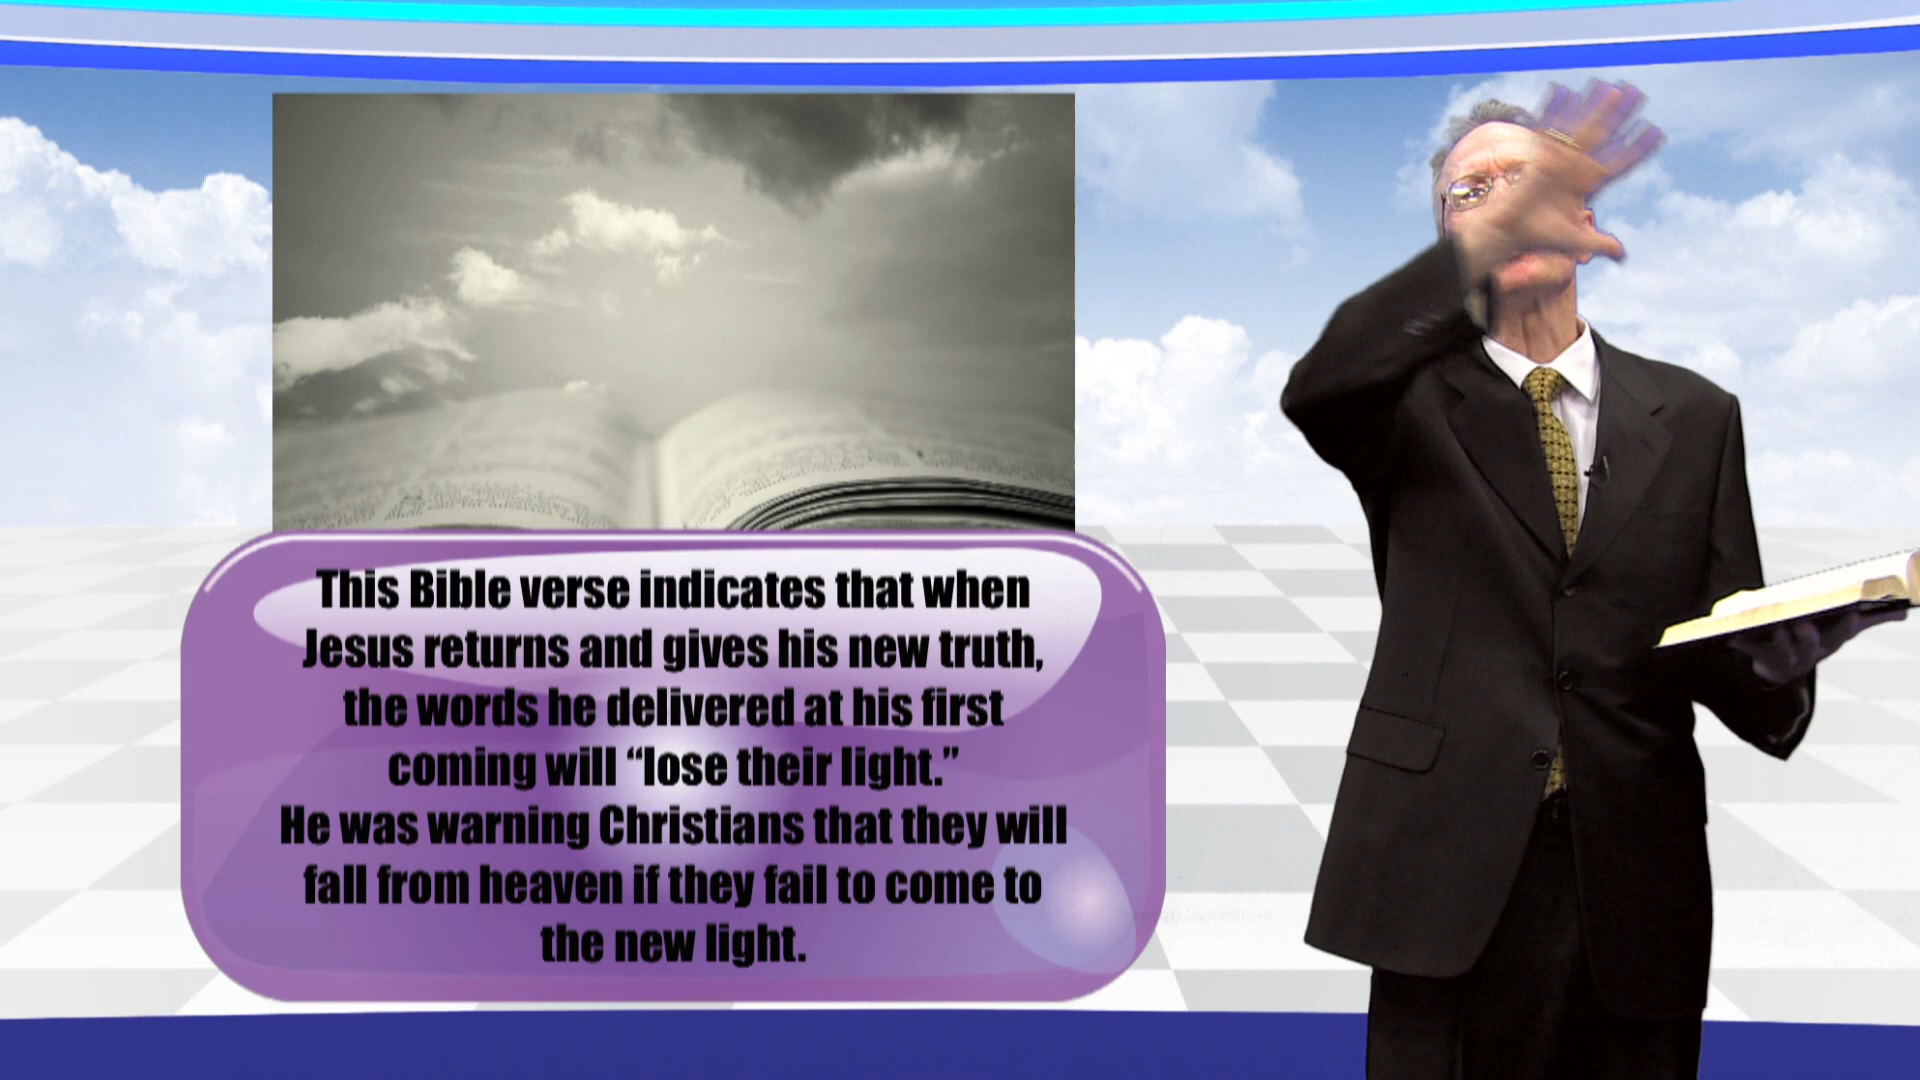 This Bible verse indicates that when
Jesus returns and gives his new truth,
the words he delivered at his first
coming will “lose their light.”
He was warning Christians that they will
fall from heaven if they fail to come to
the new light.